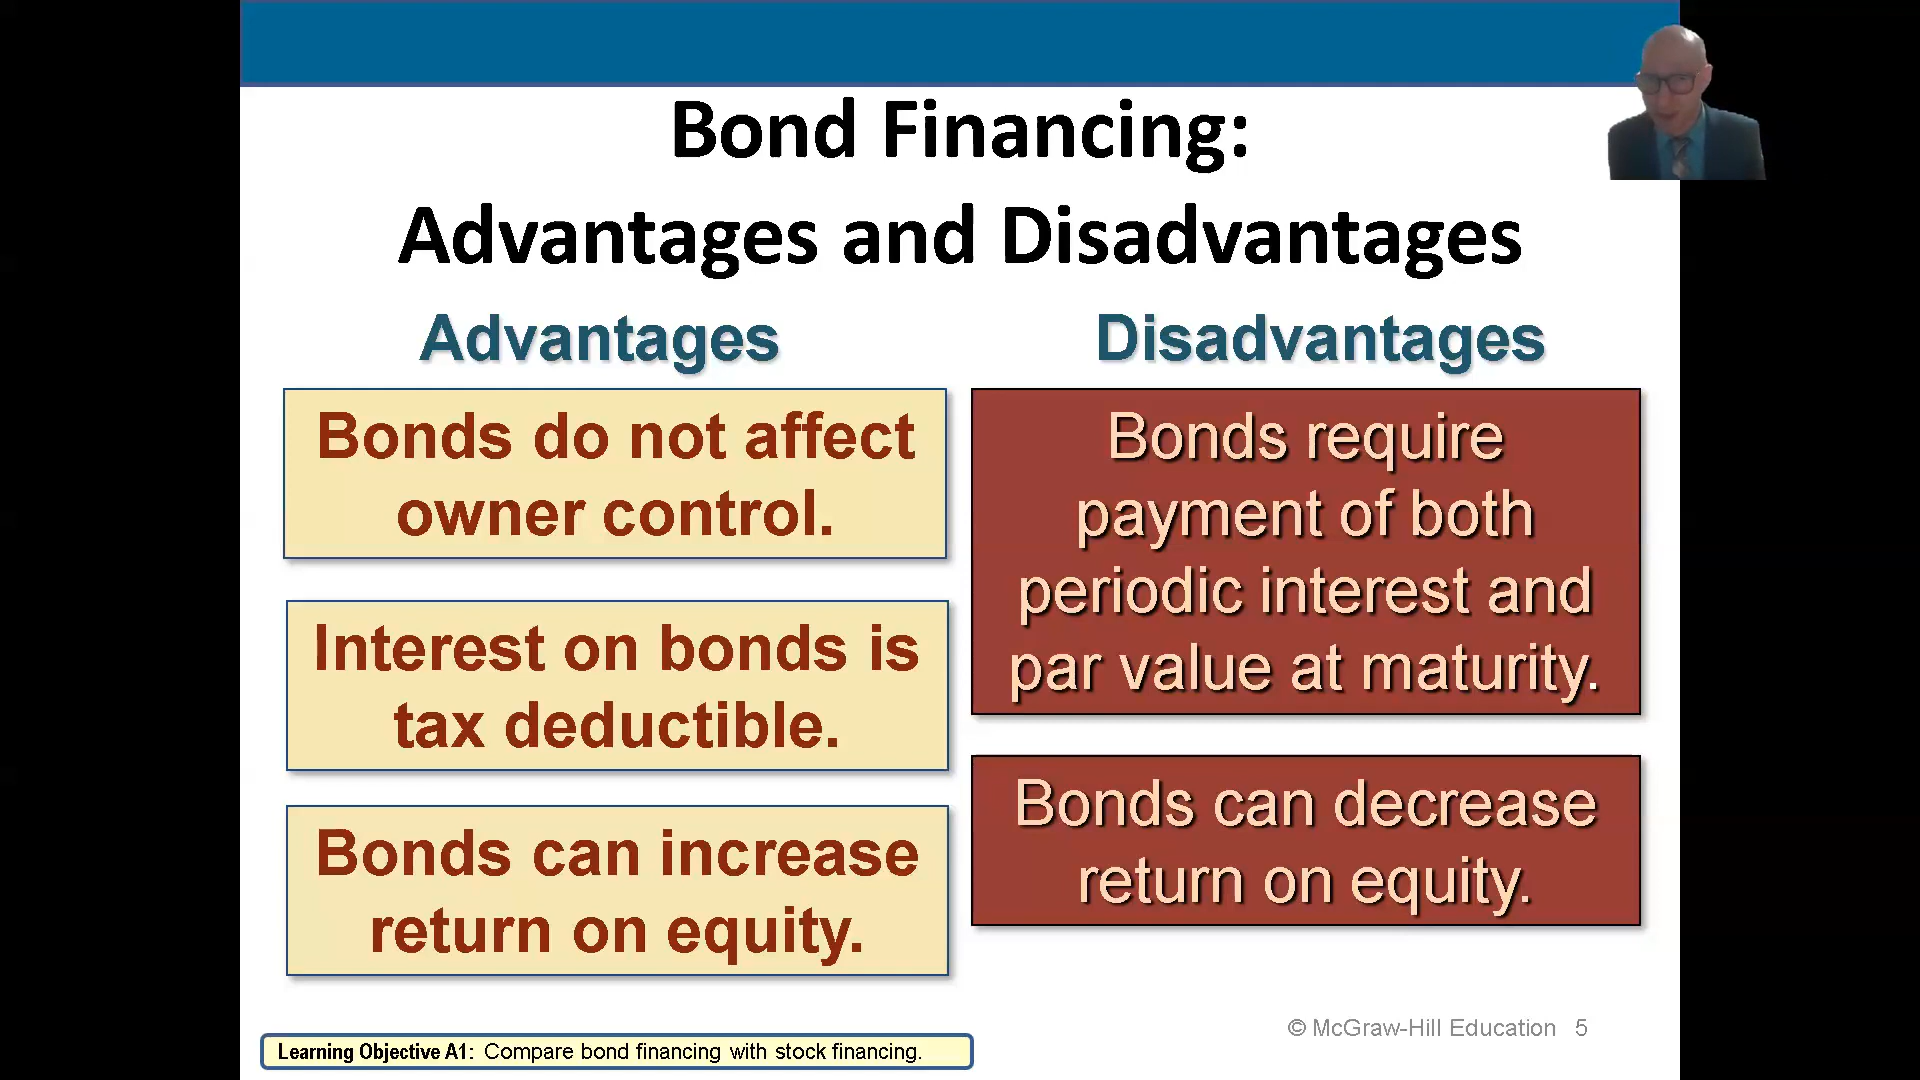 Bond Financing:
Advantages and Disadvantages
Advantages
Bonds do not affect
owner control.
Interest on bonds is
tax deductible.
Bonds can increase
return on equity.
Disadvantages
Bonds require
payment of both
periodic interest and
par value at maturity.
Bonds can decrease
return on equity.
© McGraw-Hill Education 5
Learning Objective A1: Compare bond financing with stock financing.